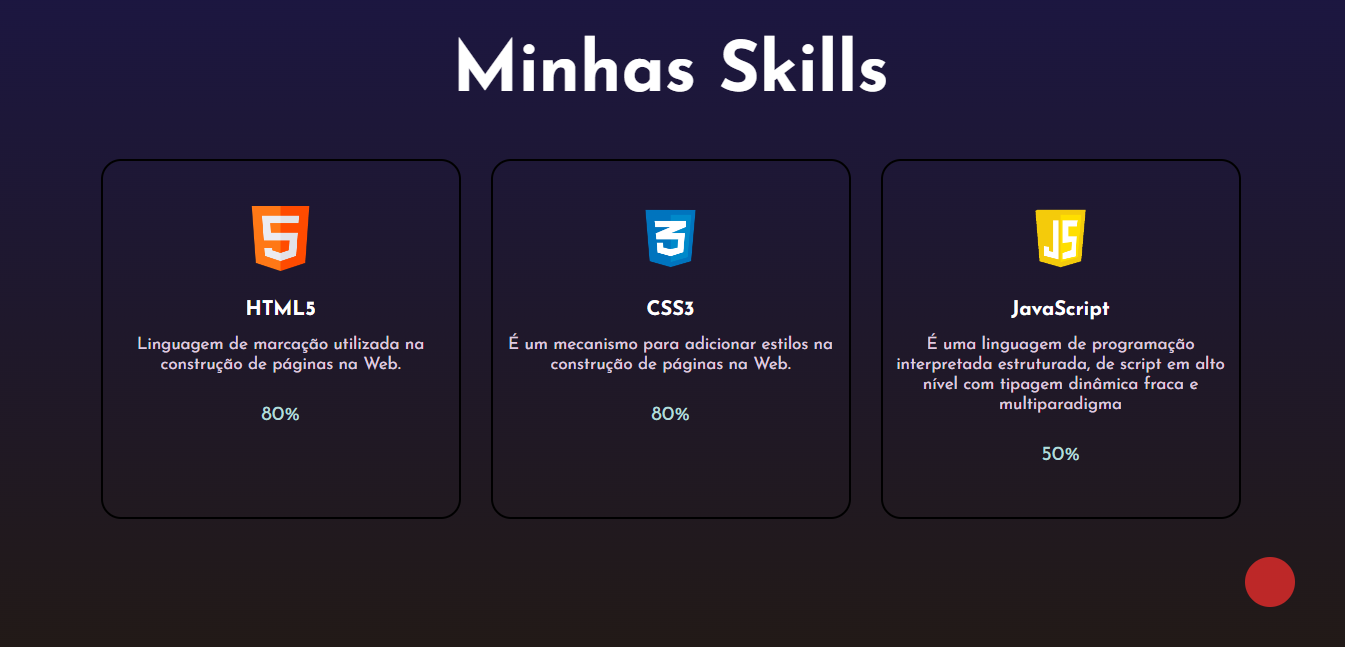 Minhas Skills
5
3
JS
HTML5
CSS3
JavaScript
Linguagem de marcação utilizada na
construção de páginas na Web.
80%
É um mecanismo para adicionar estilos na
construção de páginas na Web.
80%
É uma linguagem de programação
interpretada estruturada, de script em alto
nível com tipagem dinâmica fraca e
multiparadigma
50%